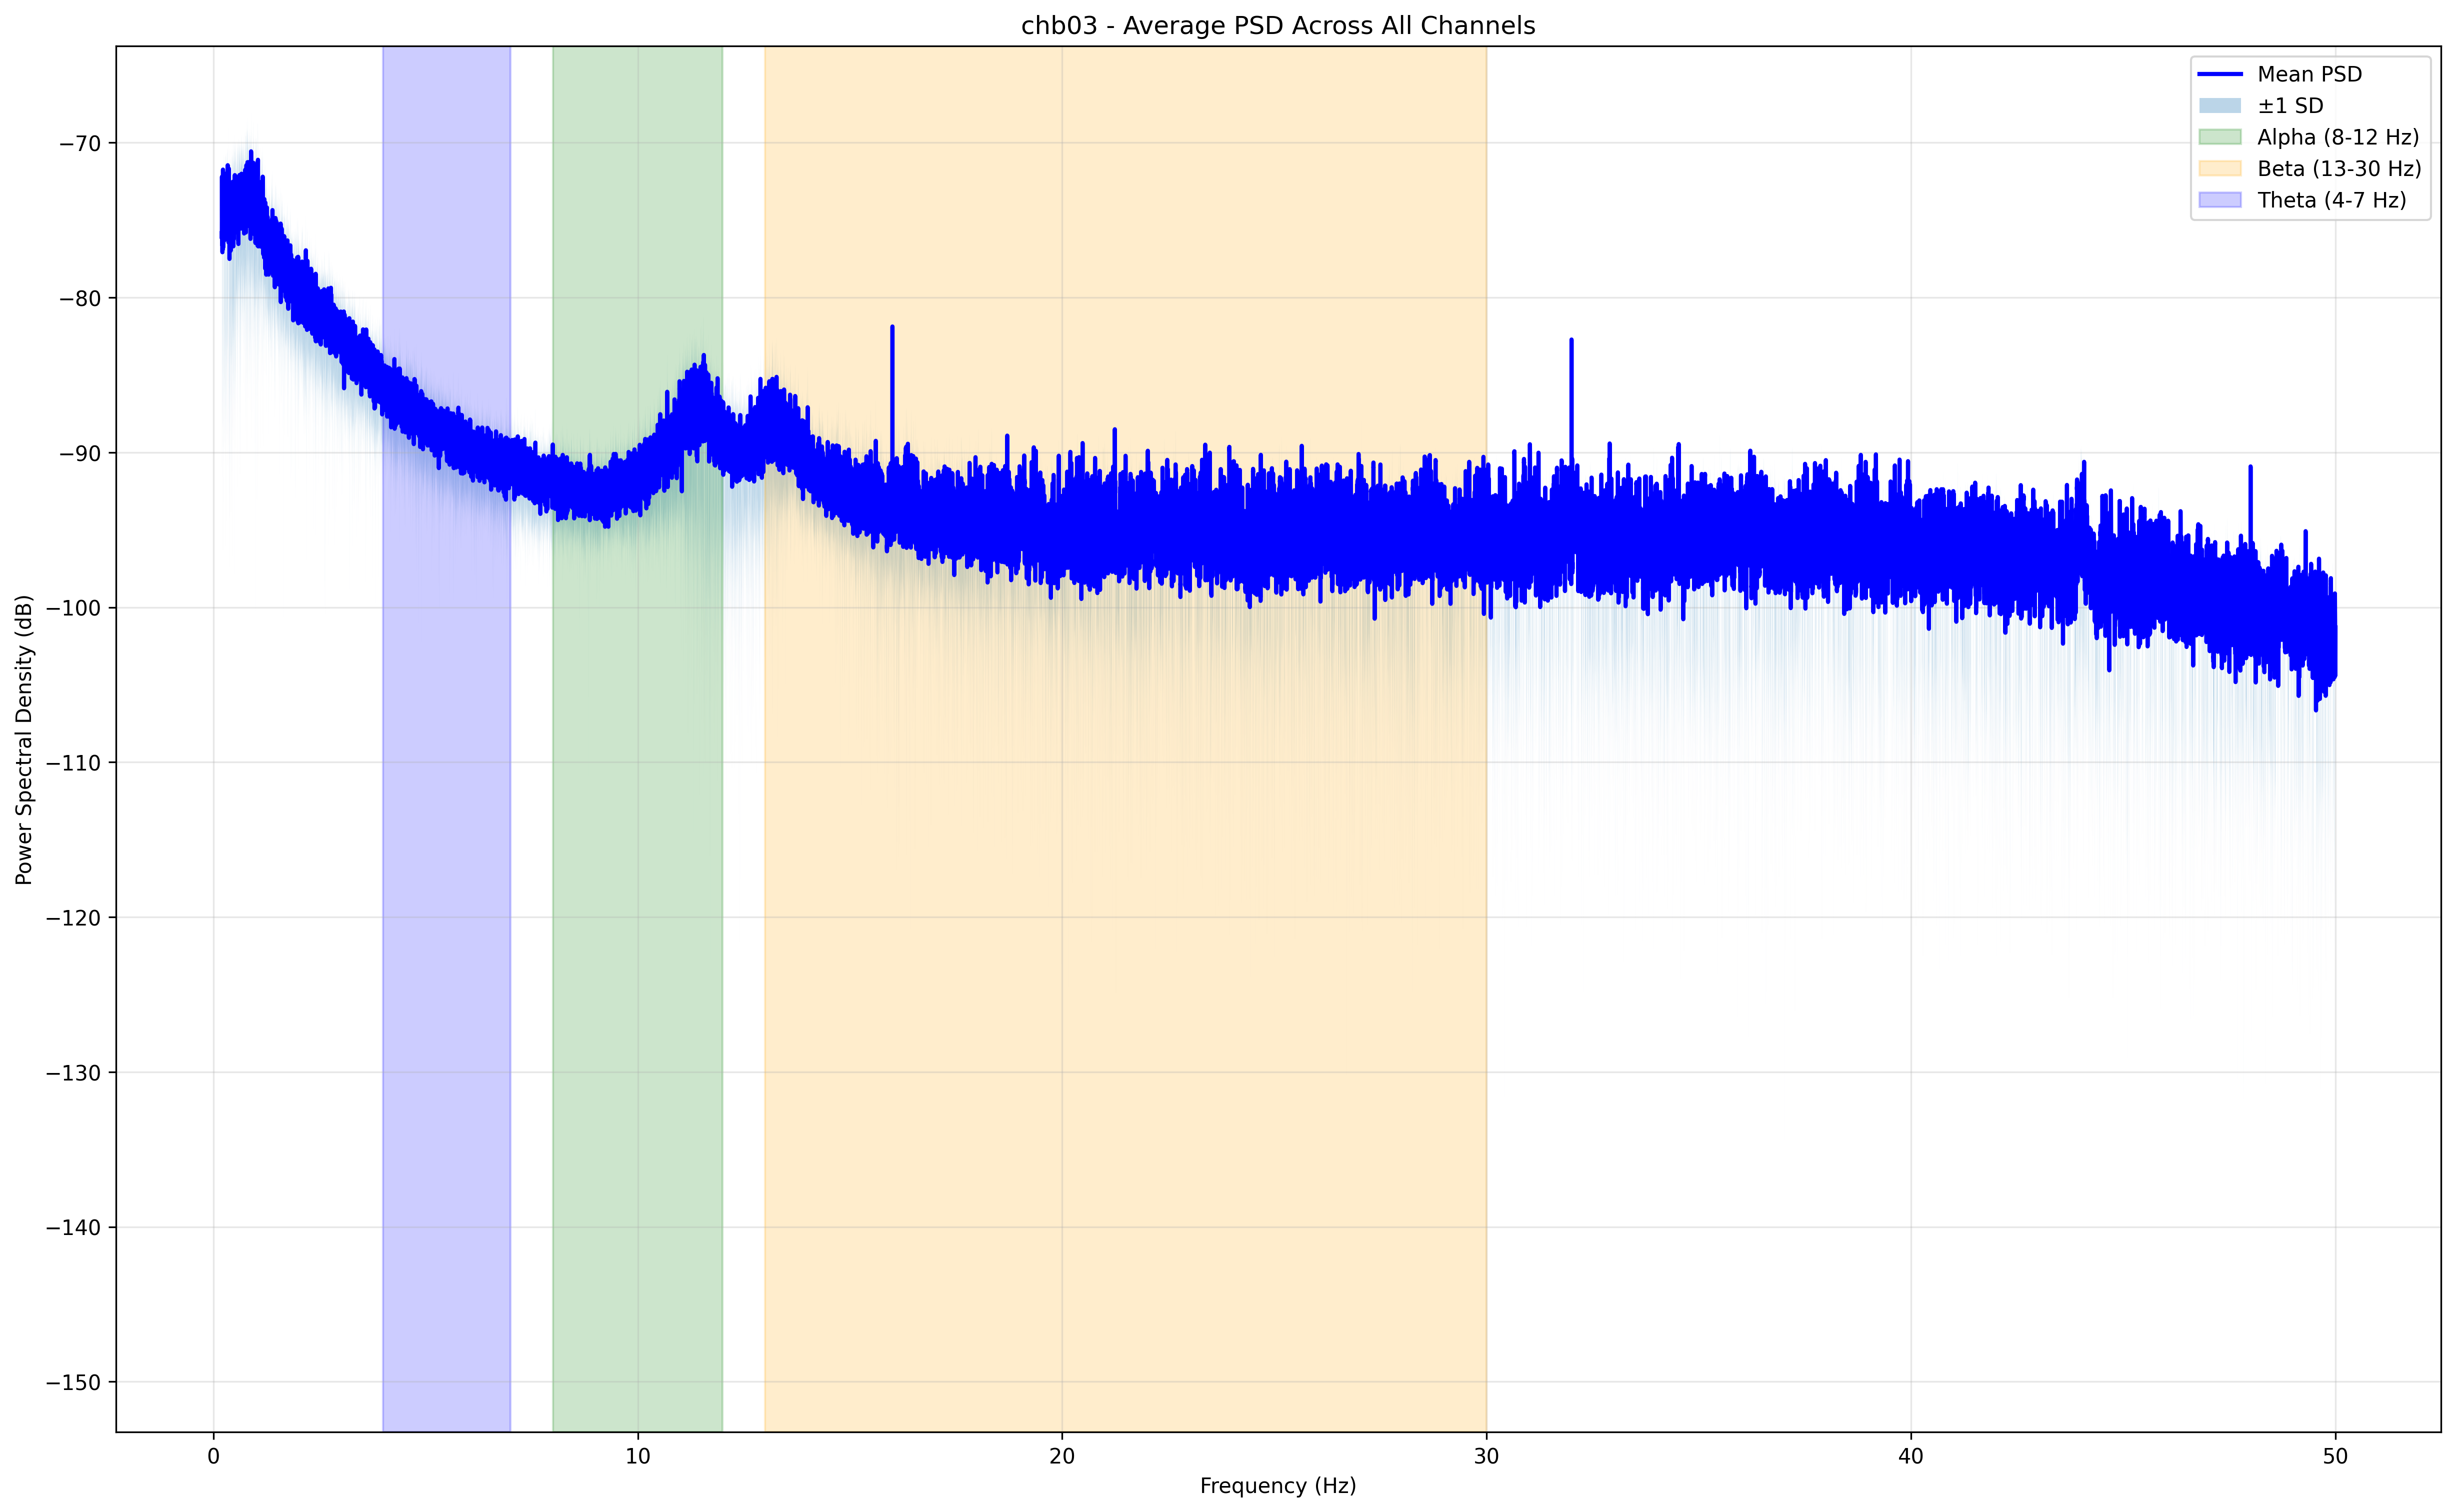 chb03 - Average PSD Across All Channels
Mean PSD
±1 SD
Alpha (8-12 Hz)
Beta (13-30 Hz)
Theta (4-7 Hz)
Power Spectral Density (dB)
−70
−80
−90
−100
−110
−120
−130
−140
−150
0
10
20
30
40
50
Frequency (Hz)